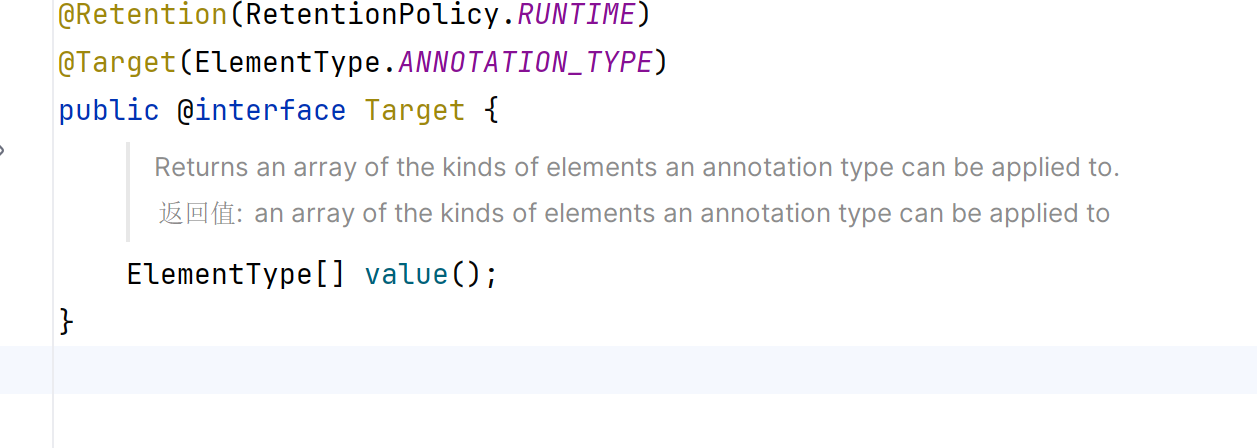 @Retention(RetentionPolicy.RUNTIME)
@Target(ElementType.ANNOTATION_TYPE)
public @interface Target {
Returns an array of the kinds of elements an annotation type can be applied to.
返回值: an array of the kinds of elements an annotation type can be applied to
ElementType[] value();
}